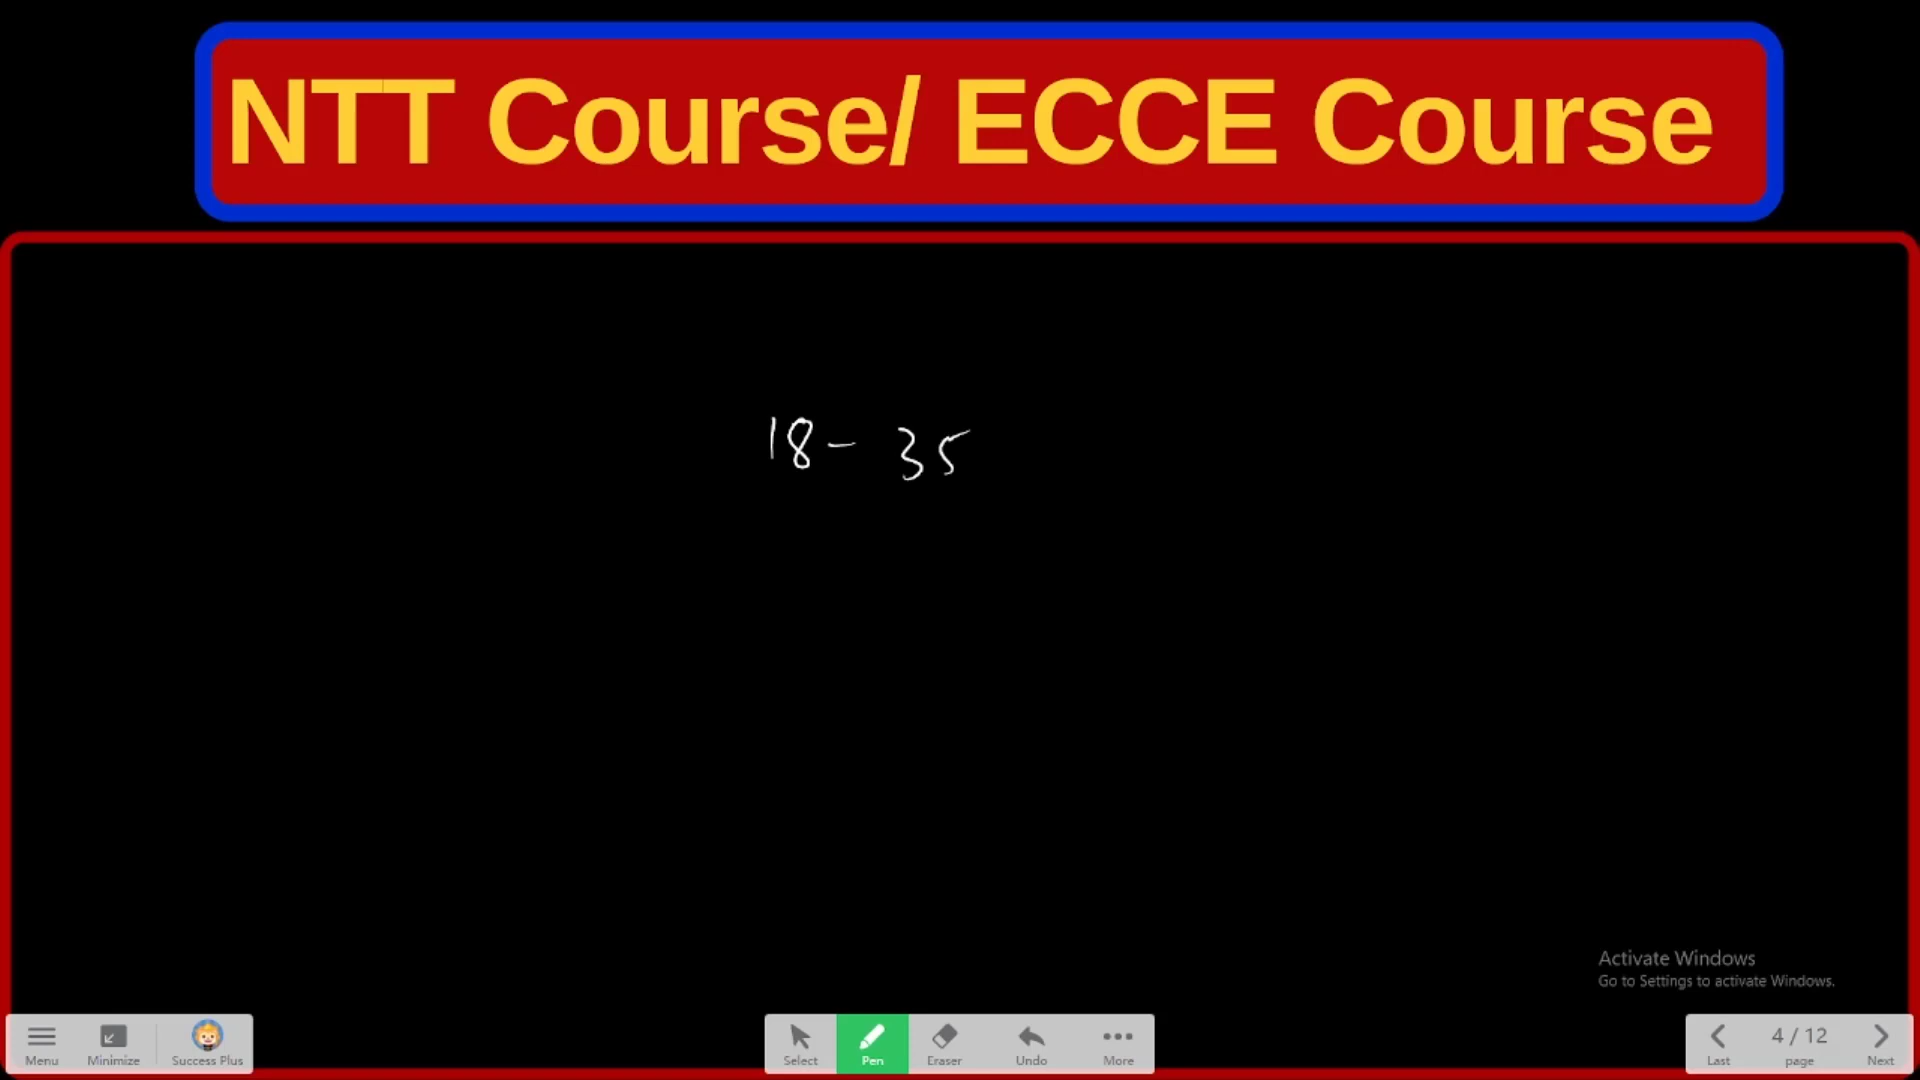 NTT Course/ ECCE Course
18- 35
Activate Windows
Go to Settings to activate Windows.
Menu Minimize Success Plus Select Pen Eraser Undo More Last 4 / 12 page Next